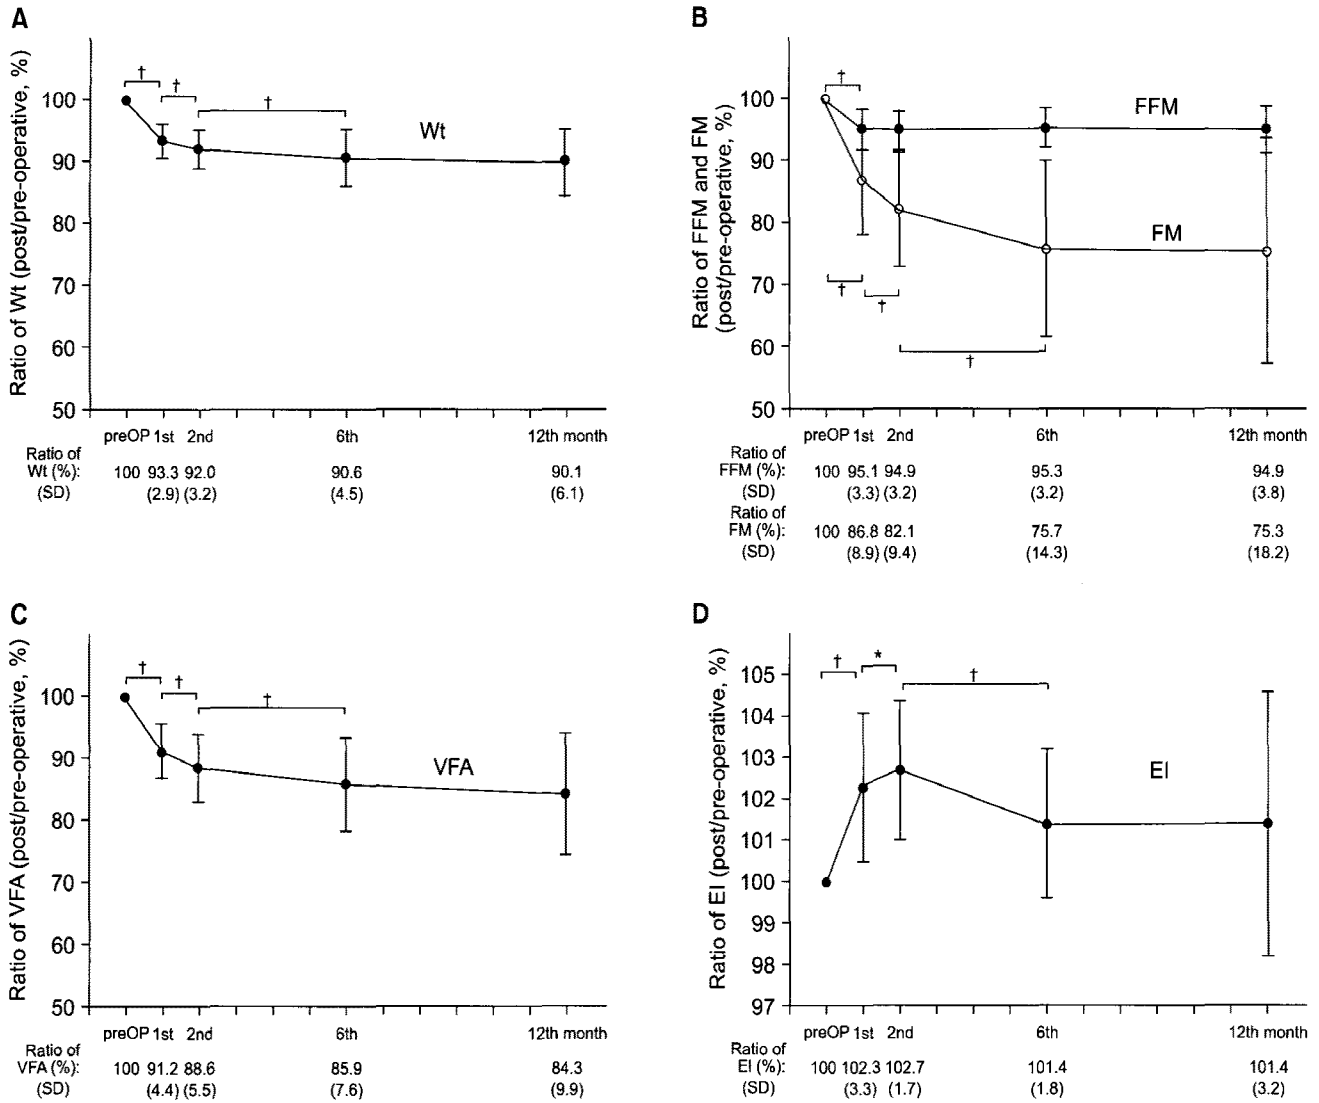 A
Ratio of Wt (post/pre-operative, %)
100
90
80
70
60
50
†
†
†
Wt
preOP 1st 2nd 6th 12th month
Ratio of
Wt (%): 100 93.3 92.0 90.6 90.1
(SD) (2.9) (3.2) (4.5) (6.1)
B
Ratio of FFM and FM
(post/pre-operative, %)
100
90
80
70
60
50
†
FFM
FM
†
†
†
preOP 1st 2nd 6th 12th month
Ratio of
FFM (%): 100 95.1 94.9 95.3 94.9
(SD) (3.3) (3.2) (3.2) (3.8)
Ratio of
FM (%): 100 86.8 82.1 75.7 75.3
(SD) (8.9) (9.4) (14.3) (18.2)
C
Ratio of VFA (post/pre-operative, %)
100
90
80
70
60
50
†
†
†
VFA
preOP 1st 2nd 6th 12th month
Ratio of
VFA (%): 100 91.2 88.6 85.9 84.3
(SD) (4.4) (5.5) (7.6) (9.9)
D
Ratio of EI (post/pre-operative, %)
105
104
103
102
101
100
99
98
97
†
*
†
EI
preOP 1st 2nd 6th 12th month
Ratio of
EI (%): 100 102.3 102.7 101.4 101.4
(SD) (3.3) (1.7) (1.8) (3.2)